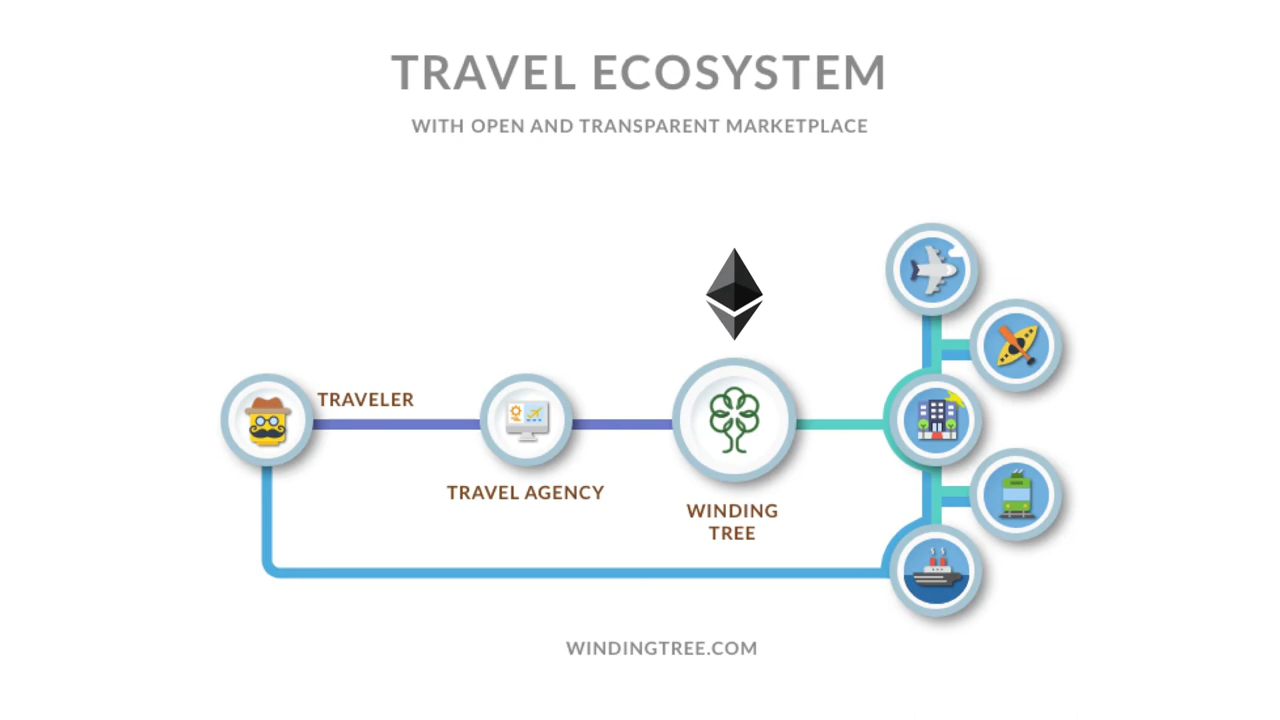 TRAVEL ECOSYSTEM
WITH OPEN AND TRANSPARENT MARKETPLACE
TRAVELER
TRAVEL AGENCY
WINDING
TREE
WINDINGTREE.COM